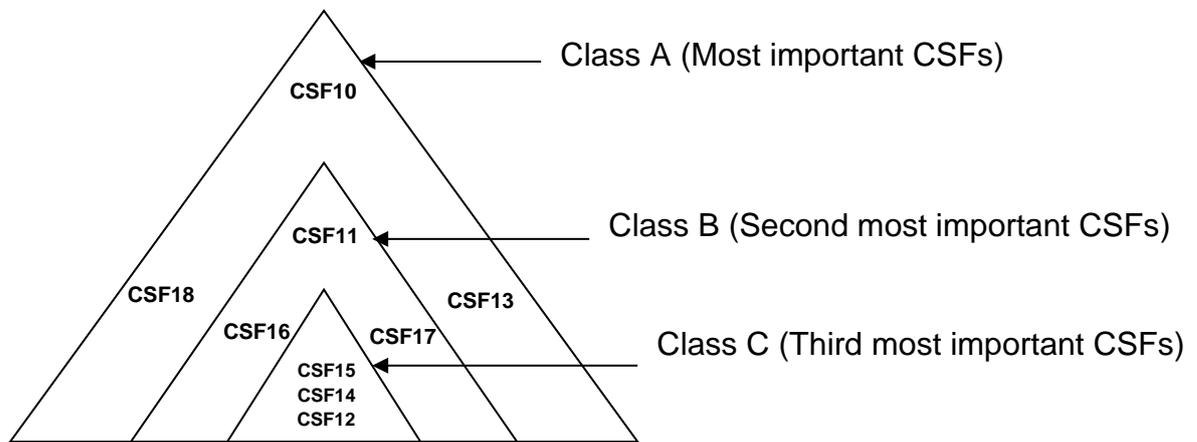 Class A (Most important CSFs)
CSF10
Class B (Second most important CSFs)
CSF11
CSF18
CSF13
CSF16
CSF17
Class C (Third most important CSFs)
CSF15
CSF14
CSF12